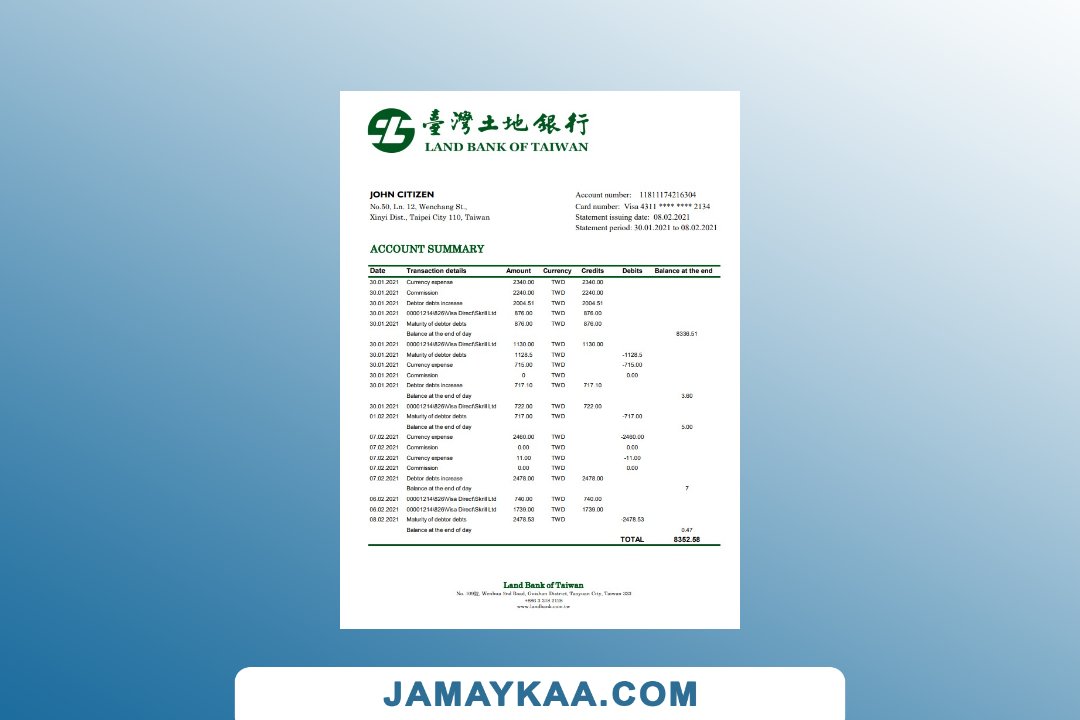 臺灣土地銀行
LAND BANK OF TAIWAN
JOHN CITIZEN
No.50, Ln. 12, Wenchang St.,
Xinyi Dist., Taipei City 110, Taiwan
Account number: 11811174216304
Card number: Visa 4311 **** **** 2134
Statement issuing date: 08.02.2021
Statement period: 30.01.2021 to 08.02.2021
ACCOUNT SUMMARY
Date Transaction details Amount Currency Credits Debits Balance at the end
30.01.2021 Currency expense 2340.00 TWD 2340.00
30.01.2021 Commission 2240.00 TWD 2240.00
30.01.2021 Debtor debts increase 2004.51 TWD 2004.51
30.01.2021 00001214\826\Visa Direct\Skrill Ltd 876.00 TWD 876.00
30.01.2021 Maturity of debtor debts 876.00 TWD 876.00
Balance at the end of day 8336.51
30.01.2021 00001214\826\Visa Direct\Skrill Ltd 1130.00 TWD 1130.00
30.01.2021 Maturity of debtor debts 1128.5 TWD -1128.5
30.01.2021 Currency expense 715.00 TWD -715.00
30.01.2021 Commission 0 TWD 0.00
30.01.2021 Debtor debts increase 717.10 TWD 717.10
Balance at the end of day 3.60
30.01.2021 00001214\826\Visa Direct\Skrill Ltd 722.00 TWD 722.00
01.02.2021 Maturity of debtor debts 717.00 TWD -717.00
Balance at the end of day 5.00
07.02.2021 Currency expense 2460.00 TWD -2460.00
07.02.2021 Commission 0.00 TWD 0.00
07.02.2021 Currency expense 11.00 TWD -11.00
07.02.2021 Commission 0.00 TWD 0.00
07.02.2021 Debtor debts increase 2478.00 TWD 2478.00
Balance at the end of day 7
06.02.2021 00001214\826\Visa Direct\Skrill Ltd 740.00 TWD 740.00
06.02.2021 00001214\826\Visa Direct\Skrill Ltd 1739.00 TWD 1739.00
08.02.2021 Maturity of debtor debts 2478.53 TWD -2478.53
Balance at the end of day 0.47
TOTAL 8352.58
Land Bank of Taiwan
Wenhua 2nd Road, Guishan District, Taoyuan City, Taiwan 333
www.landbank.com.tw
JAMAYKAA.COM